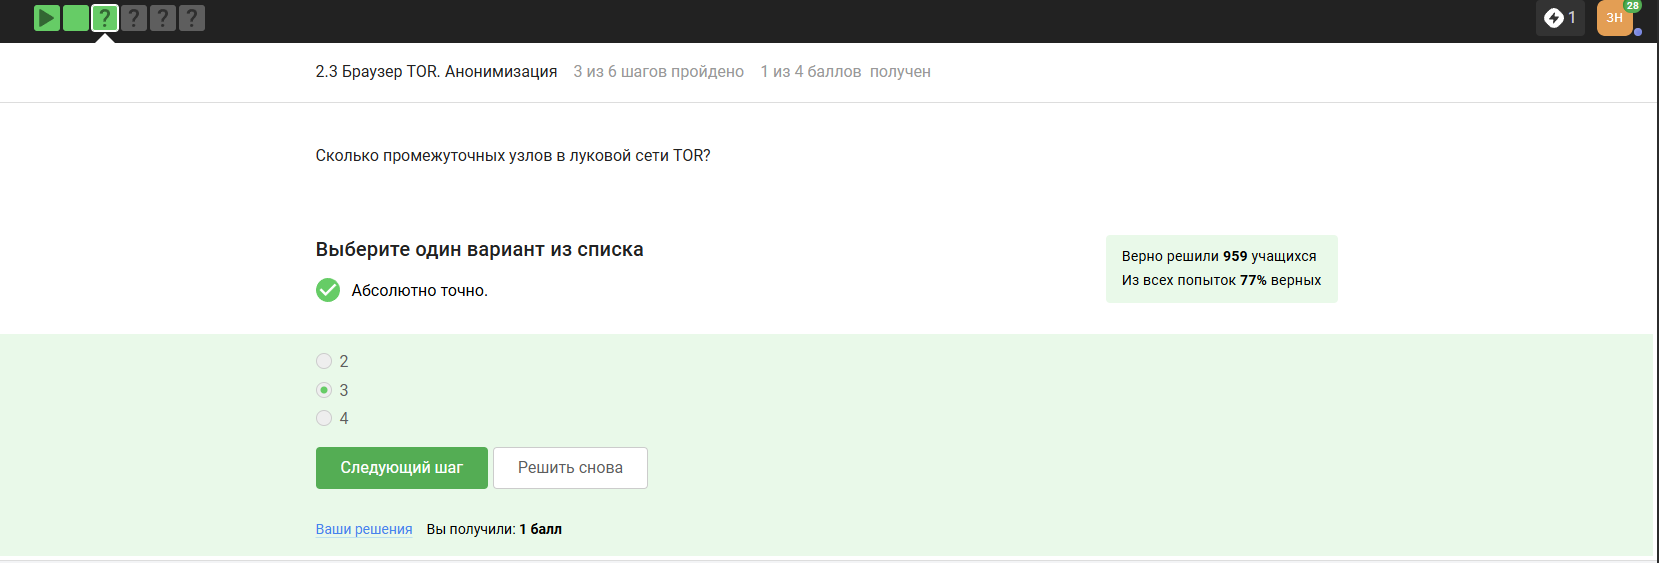 ? ? ? ?
1
ЗН
28
2.3 Браузер TOR. Анонимизация 3 из 6 шагов пройдено 1 из 4 баллов получен
Сколько промежуточных узлов в луковой сети TOR?
Выберите один вариант из списка
Абсолютно точно.
Верно решили 959 учащихся
Из всех попыток 77% верных
2
3
4
Следующий шаг Решить снова
Ваши решения Вы получили: 1 балл